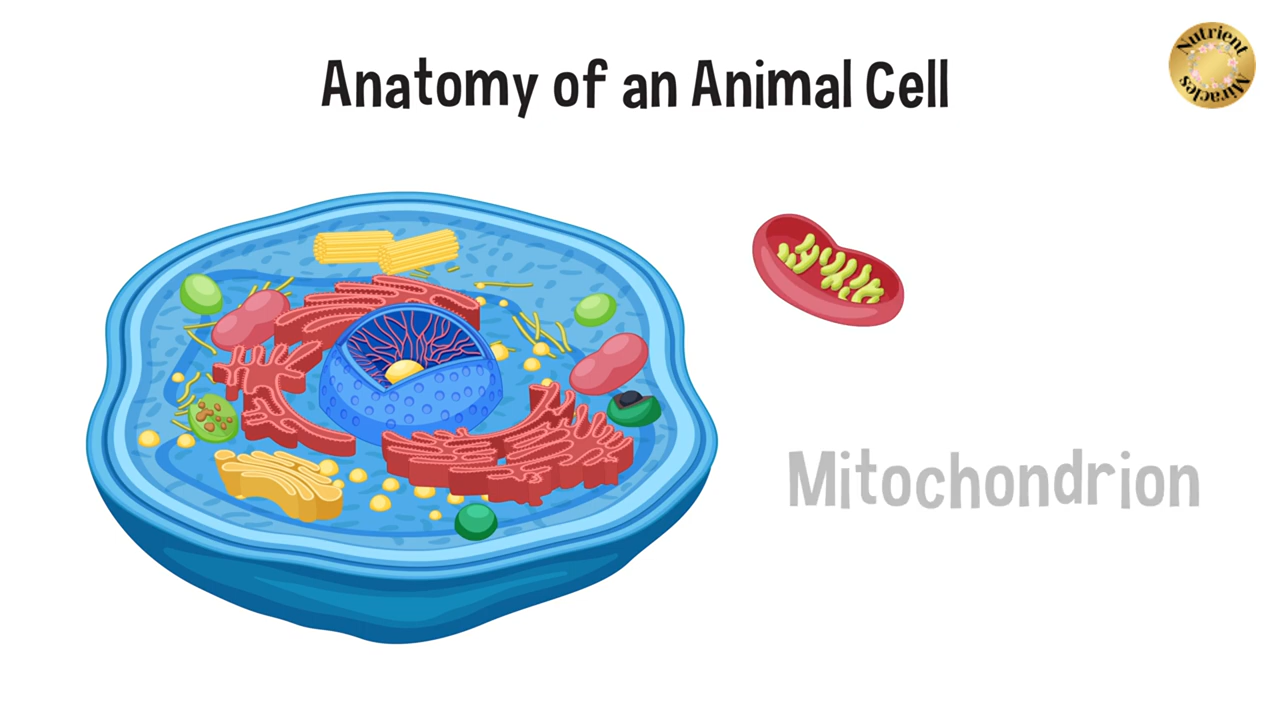 Anatomy of an Animal Cell
Nutrient
Miracles
Mitochondrion